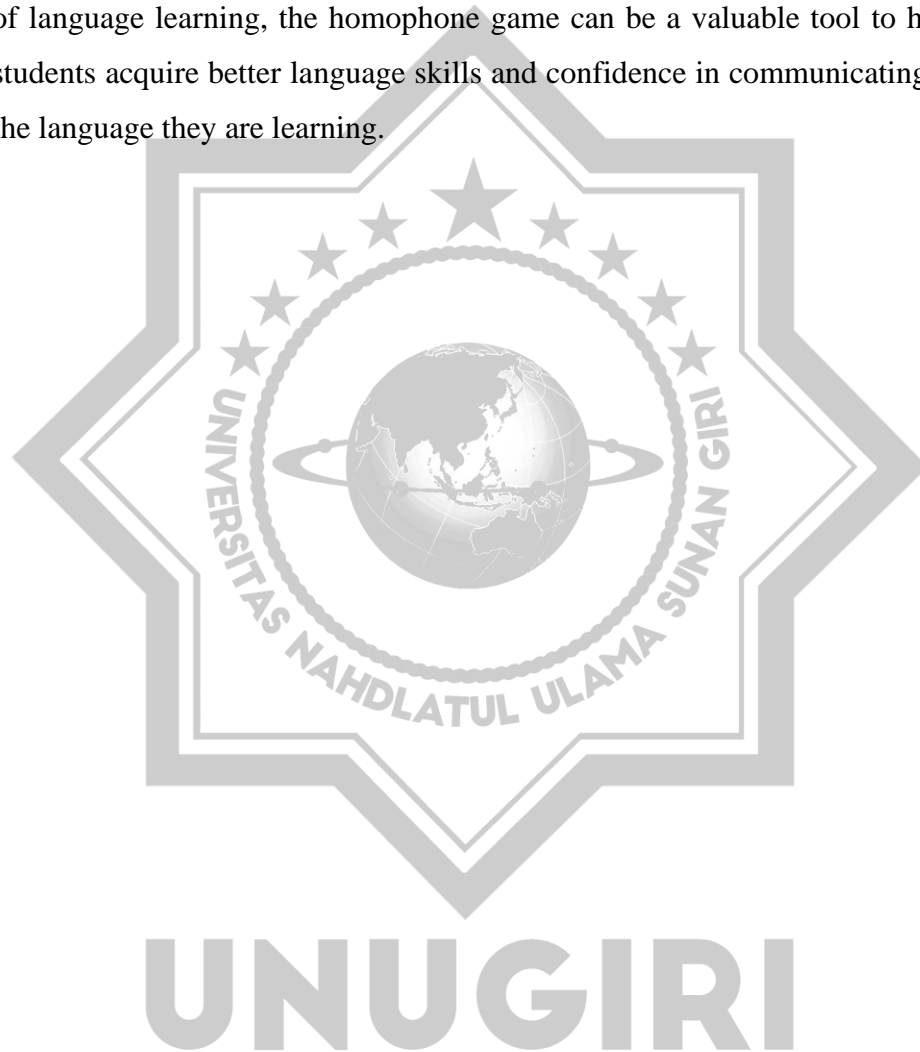 of language learning, the homophone game can be a valuable tool to h
students acquire better language skills and confidence in communicating
he language they are learning.
UNIVERSITAS NAHDLATUL ULAMA SUNAN GIRI
UNUGIRI